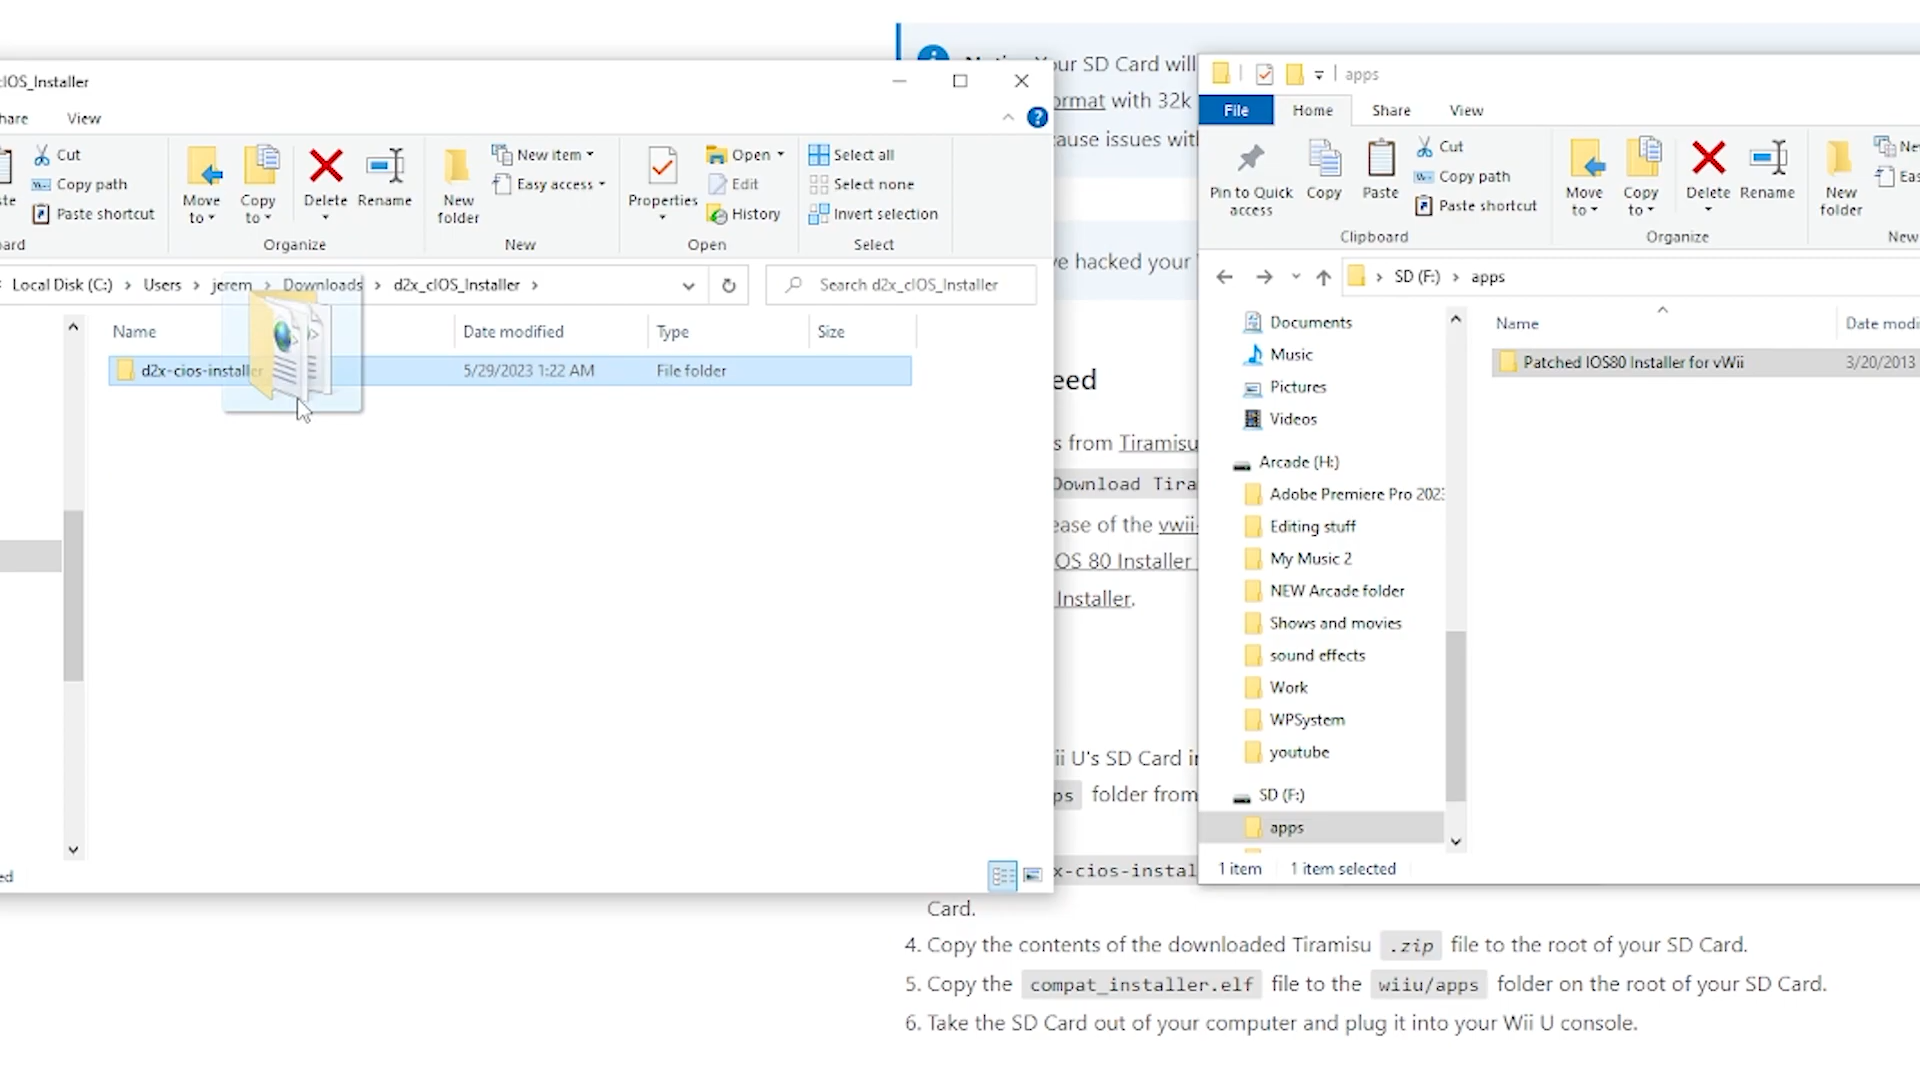 cIOS_Installer
hare
View
Cut
Copy path
Paste shortcut
Move to
Copy to
Delete
Rename
New folder
New item
Easy access
Properties
Open
Edit
History
Select all
Select none
Invert selection
Organize
New
Open
Select
Local Disk (C:) › Users › jerem › Downloads › d2x_cIOS_Installer ›
Search d2x_cIOS_Installer
Name
Date modified
Type
Size
d2x-cios-installer
5/29/2023 1:22 AM
File folder
Your SD Card will
ormat with 32k
cause issues with
ve hacked your
eed
s from Tiramisu
Download Tira
ease of the vwii-
OS 80 Installer
Installer.
ii U's SD Card in
ps folder from
x-cios-instal
Card.
4. Copy the contents of the downloaded Tiramisu .zip file to the root of your SD Card.
5. Copy the compat_installer.elf file to the wiiu/apps folder on the root of your SD Card.
6. Take the SD Card out of your computer and plug it into your Wii U console.
apps
File
Home
Share
View
Pin to Quick access
Copy
Paste
Cut
Copy path
Paste shortcut
Move to
Copy to
Delete
Rename
New folder
Clipboard
Organize
New
SD (F:) › apps
Documents
Music
Pictures
Videos
Arcade (H:)
Adobe Premiere Pro 2023
Editing stuff
My Music 2
NEW Arcade folder
Shows and movies
sound effects
Work
WPSystem
youtube
SD (F:)
apps
Name
Date modi
Patched IOS80 Installer for vWii
3/20/2013
1 item
1 item selected